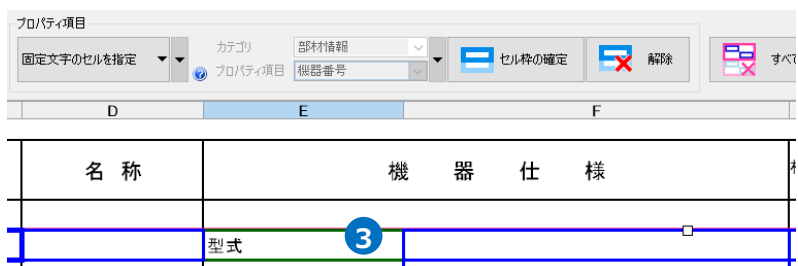 プロパティ項目
固定文字のセルを指定
カテゴリ 部材情報
プロパティ項目 機器番号
セル枠の確定
解除
すべて
D E F
名 称 機 器 仕 様
型式 3